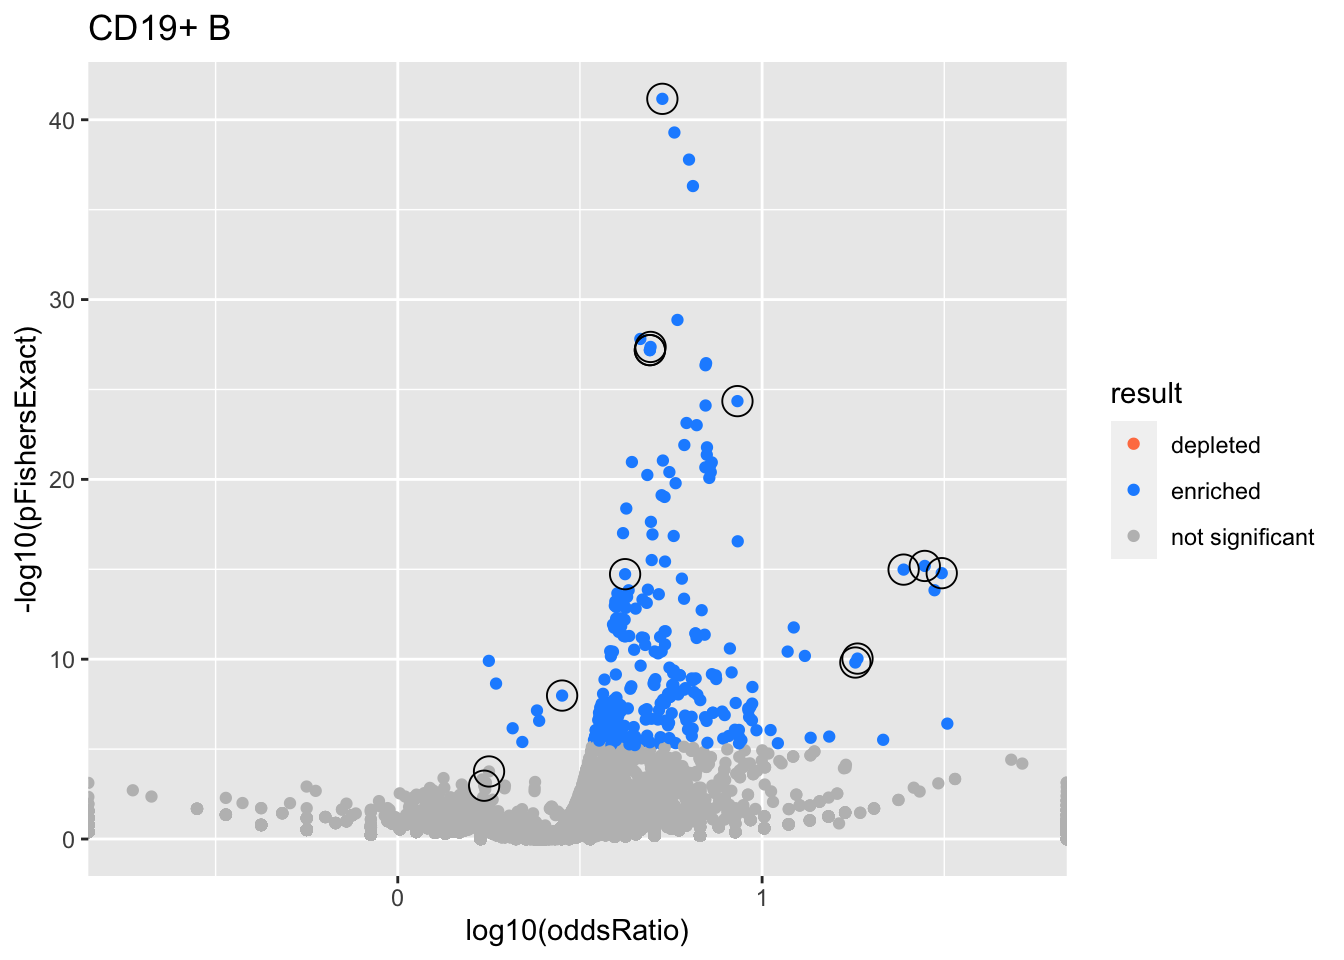 CD19+ B
40
30
20
10
0
-log10(pFishersExact)
0
1
log10(oddsRatio)
result
depleted
enriched
not significant